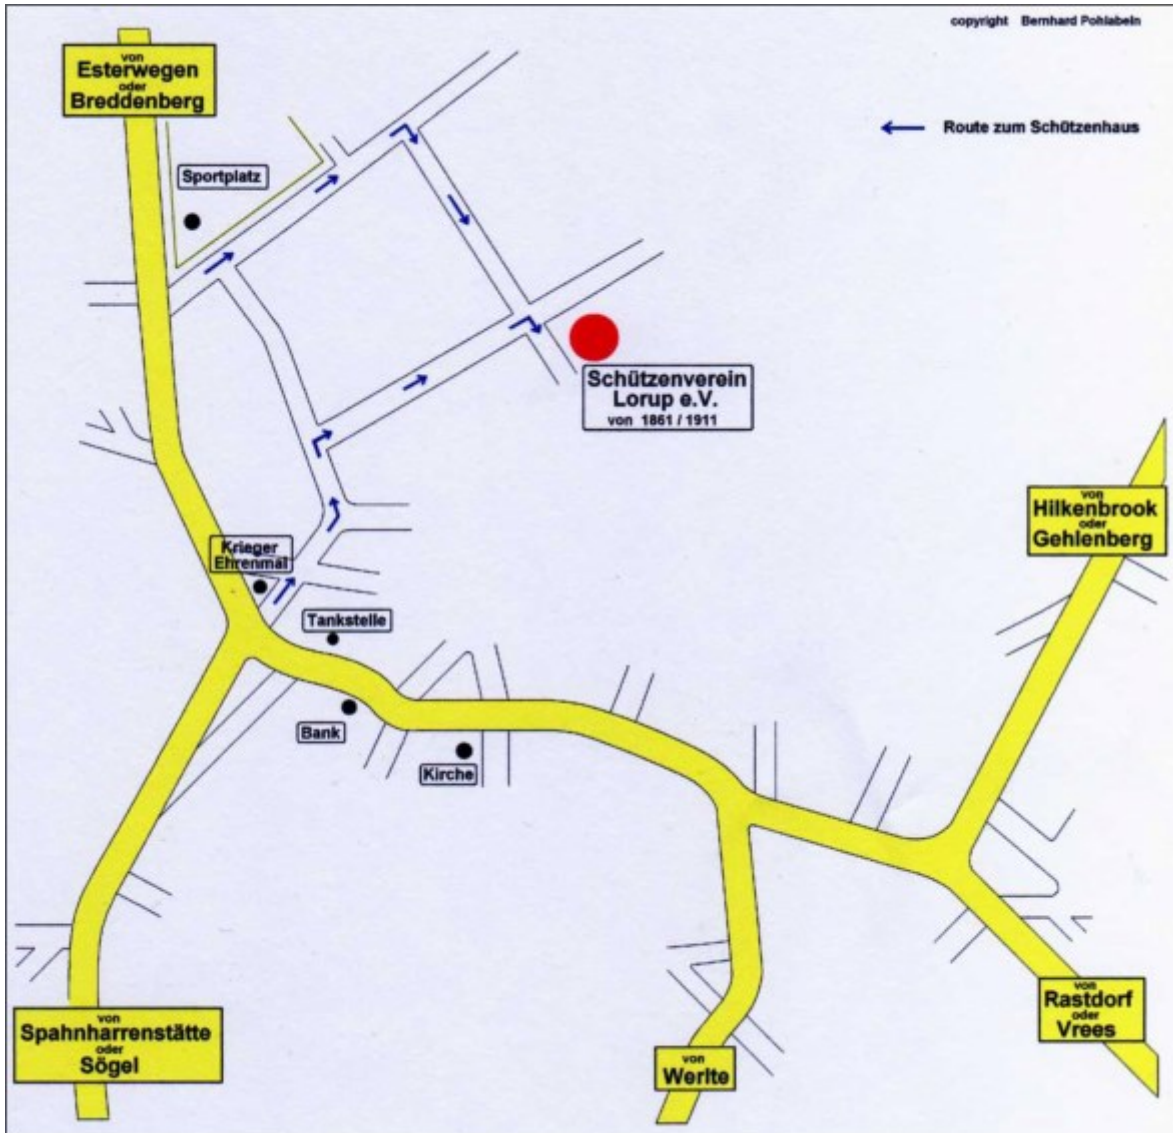 copyright Bernhard Pohlabeln
von
Esterwegen
oder
Breddenberg
Route zum Schützenhaus
Sportplatz
Schützenverein
Lorup e.V.
von 1861 / 1911
von
Hilkenbrook
oder
Gehlenberg
Krieger
Ehrenmal
Tankstelle
Bank
Kirche
von
Spahnharrenstätte
oder
Sögel
von
Werlte
von
Rastdorf
oder
Vrees